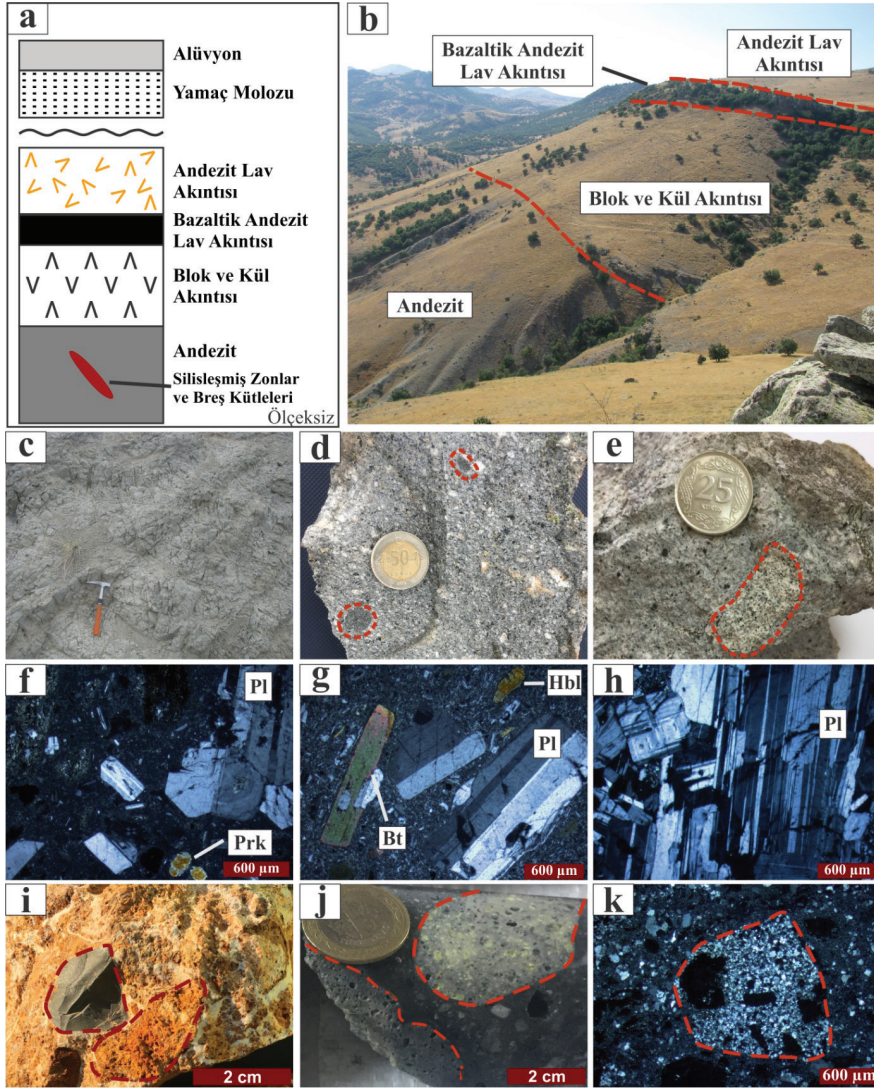 a
Alüvyon
Yamaç Molozu
Andezit Lav
Akıntısı
Bazaltik Andezit
Lav Akıntısı
Blok ve Kül
Akıntısı
Andezit
Silisleşmiş Zonlar
ve Breş Kütleleri
Ölçeksiz
b
Bazaltik Andezit
Lav Akıntısı
Andezit Lav
Akıntısı
Blok ve Kül Akıntısı
Andezit
c
d
50
e
25
f
Pl
Prk
600 µm
g
Hbl
Pl
Bt
600 µm
h
Pl
600 µm
i
2 cm
j
2 cm
k
600 µm